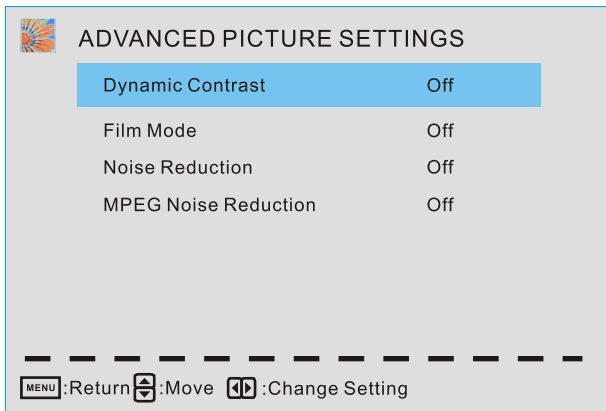 ADVANCED PICTURE SETTINGS
Dynamic Contrast Off
Film Mode Off
Noise Reduction Off
MPEG Noise Reduction Off
MENU :Return :Move :Change Setting